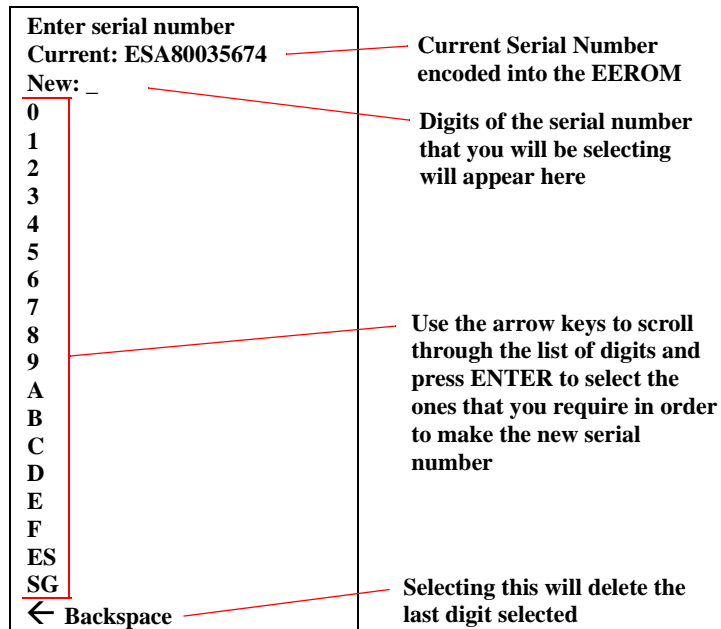 Enter serial number
Current: ESA80035674
New: _
0
1
2
3
4
5
6
7
8
9
A
B
C
D
E
F
ES
SG
← Backspace
Current Serial Number
encoded into the EEROM
Digits of the serial number
that you will be selecting
will appear here
Use the arrow keys to scroll
through the list of digits and
press ENTER to select the
ones that you require in order
to make the new serial
number
Selecting this will delete the
last digit selected